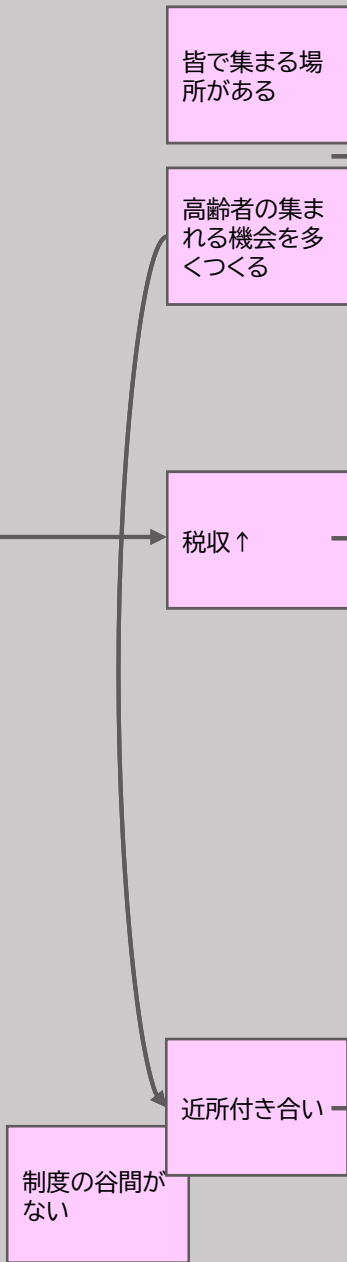 皆で集まる場
所がある
高齢者の集ま
れる機会を多
くつくる
税収↑
近所付き合い
制度の谷間が
ない